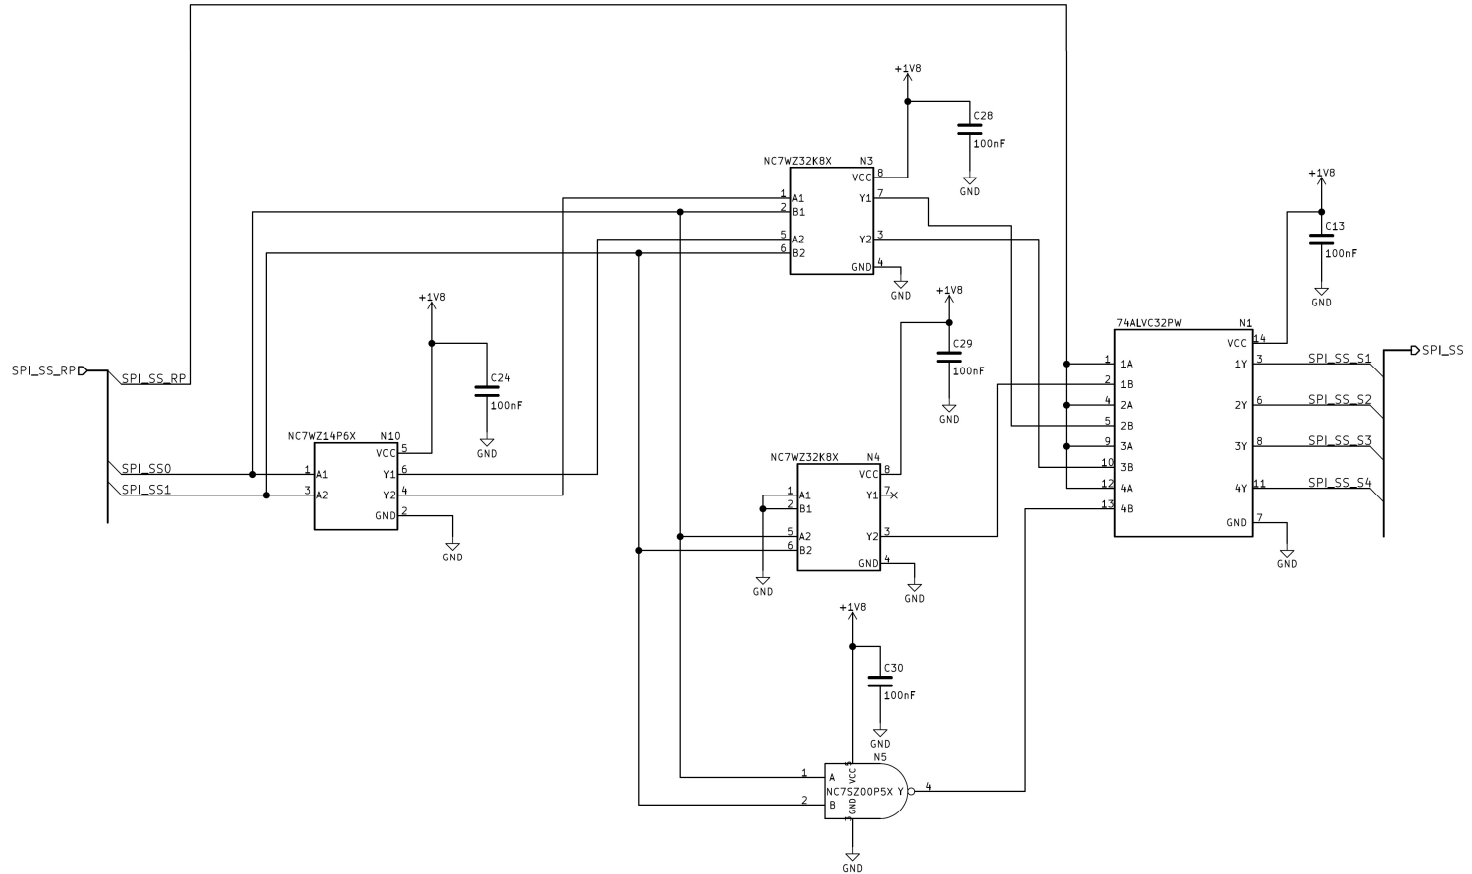 +1V8
C28
100nF
GND
NC7WZ32K8X N3
VCC 8
1 A1 Y1 7
2 B1
5 A2 Y2 3
6 B2
GND 4
GND
+1V8
C13
100nF
GND
+1V8
C29
100nF
GND
+1V8
C24
100nF
GND
74ALVC32PW N1
VCC 14
1 1A 1Y 3 SPI_SS_S1
2 1B
4 2A 2Y 6 SPI_SS_S2
5 2B
9 3A 3Y 8 SPI_SS_S3
10 3B
12 4A 4Y 11 SPI_SS_S4
13 4B
GND 7
GND
SPI_SS
SPI_SS_RP
SPI_SS_RP
SPI_SS0
SPI_SS1
NC7WZ14P6X N10
VCC 5
1 A1 Y1 6
3 A2 Y2 4
GND 2
GND
NC7WZ32K8X N4
VCC 8
1 A1 Y1 7
2 B1
5 A2 Y2 3
6 B2
GND 4
GND
GND
+1V8
C30
100nF
GND
N5
5
VCC
1 A
NC7SZ00P5X Y 4
2 B
GND
3
GND